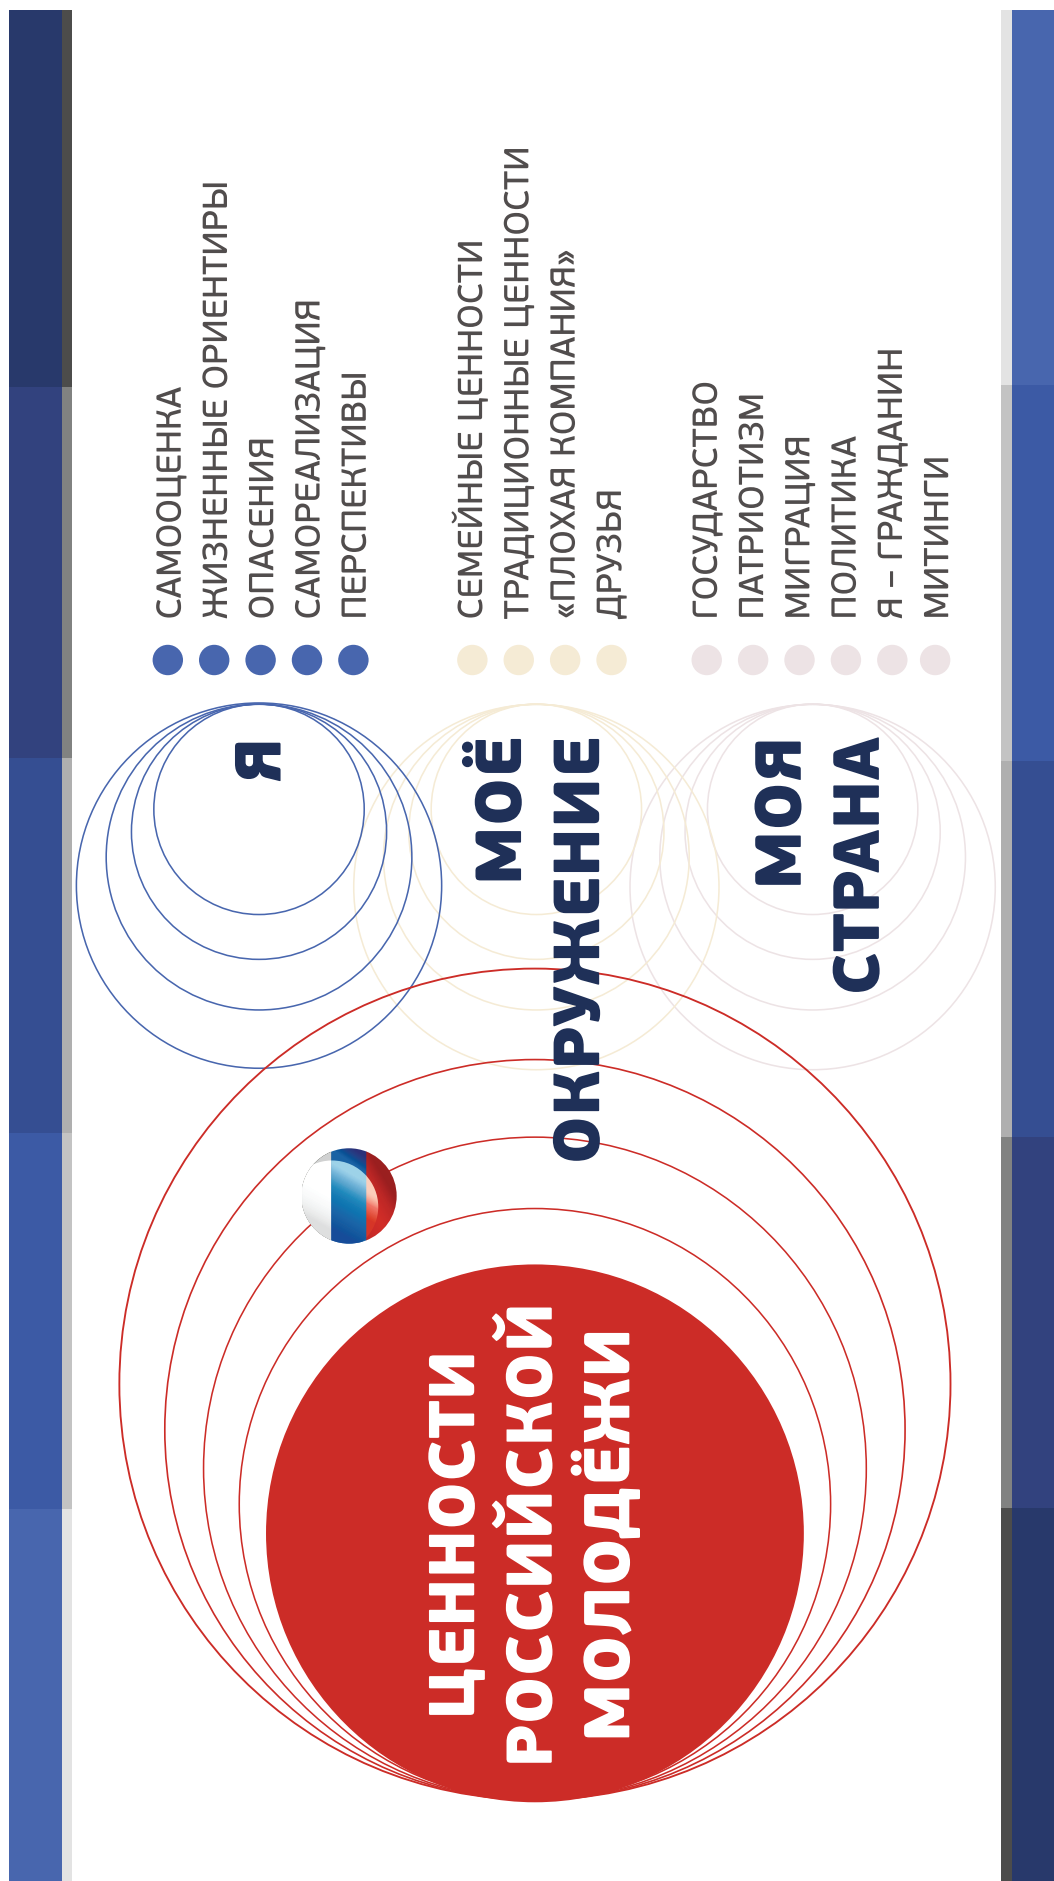 ЦЕННОСТИ
РОССИЙСКОЙ
МОЛОДЁЖИ
Я
САМООЦЕНКА
ЖИЗНЕННЫЕ ОРИЕНТИРЫ
ОПАСЕНИЯ
САМОРЕАЛИЗАЦИЯ
ПЕРСПЕКТИВЫ
МОЁ
ОКРУЖЕНИЕ
СЕМЕЙНЫЕ ЦЕННОСТИ
ТРАДИЦИОННЫЕ ЦЕННОСТИ
«ПЛОХАЯ КОМПАНИЯ»
ДРУЗЬЯ
МОЯ
СТРАНА
ГОСУДАРСТВО
ПАТРИОТИЗМ
МИГРАЦИЯ
ПОЛИТИКА
Я – ГРАЖДАНИН
МИТИНГИ